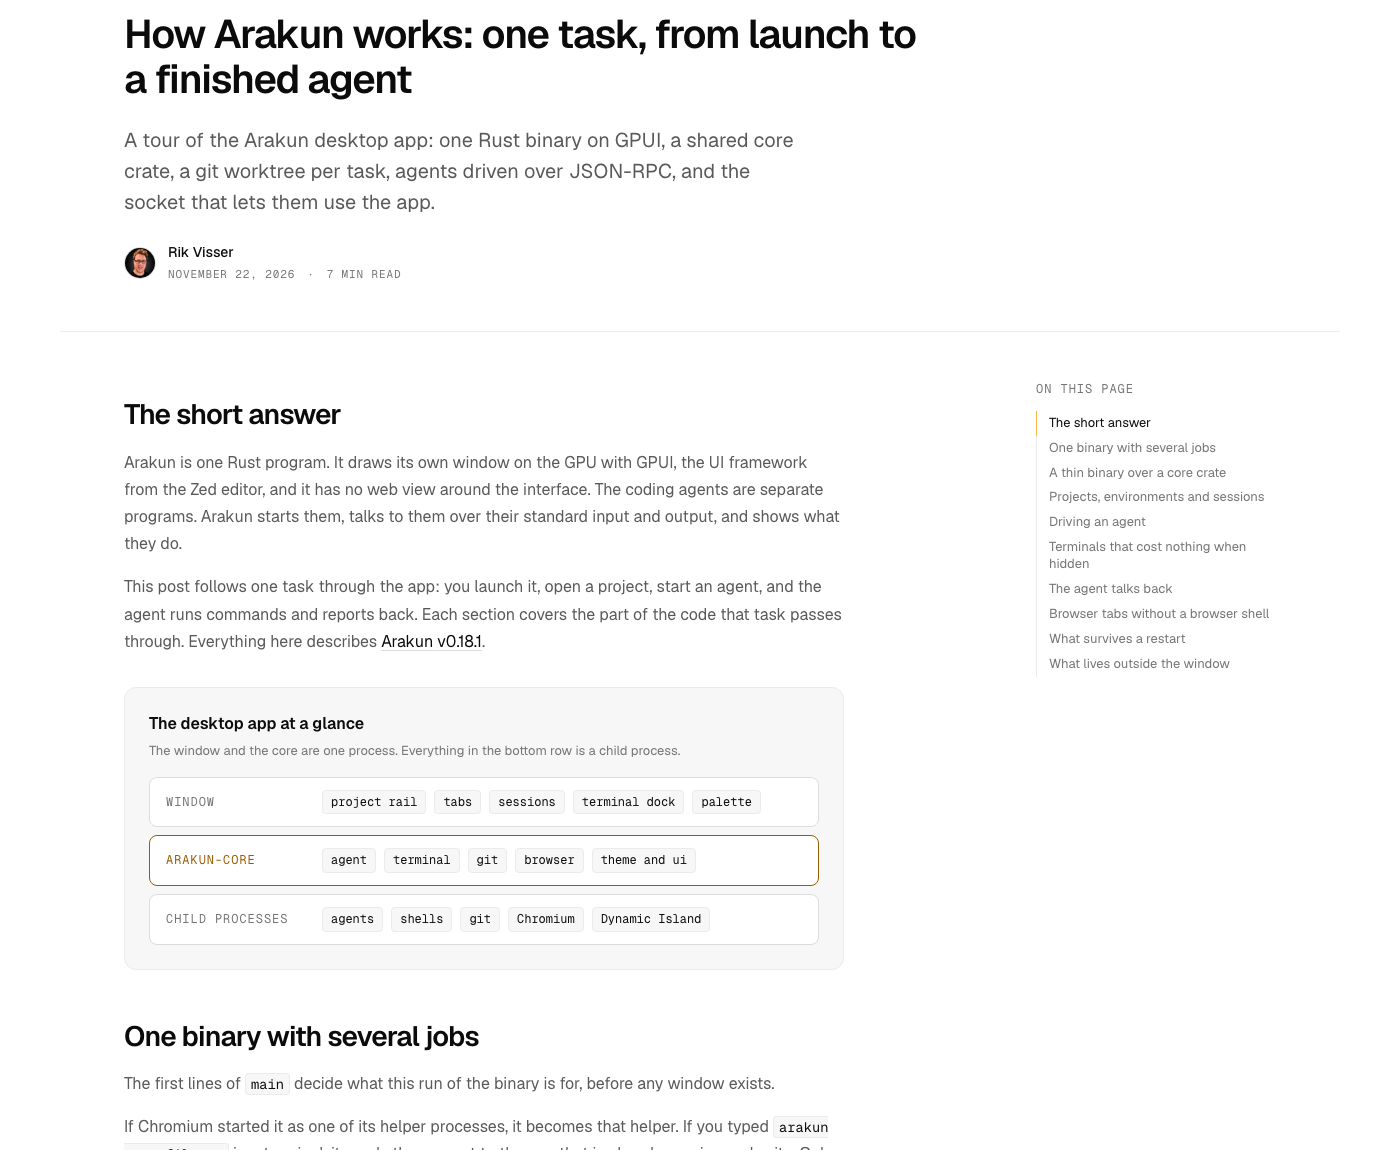 How Arakun works: one task, from launch to
a finished agent
A tour of the Arakun desktop app: one Rust binary on GPUI, a shared core
crate, a git worktree per task, agents driven over JSON-RPC, and the
socket that lets them use the app.
Rik Visser
NOVEMBER 22, 2026 · 7 MIN READ
The short answer
Arakun is one Rust program. It draws its own window on the GPU with GPUI, the UI framework
from the Zed editor, and it has no web view around the interface. The coding agents are separate
programs. Arakun starts them, talks to them over their standard input and output, and shows what
they do.
This post follows one task through the app: you launch it, open a project, start an agent, and the
agent runs commands and reports back. Each section covers the part of the code that task passes
through. Everything here describes Arakun v0.18.1.
The desktop app at a glance
The window and the core are one process. Everything in the bottom row is a child process.
WINDOW project rail tabs sessions terminal dock palette
ARAKUN-CORE agent terminal git browser theme and ui
CHILD PROCESSES agents shells git Chromium Dynamic Island
One binary with several jobs
The first lines of main decide what this run of the binary is for, before any window exists.
If Chromium started it as one of its helper processes, it becomes that helper. If you typed arakun
ON THIS PAGE
The short answer
One binary with several jobs
A thin binary over a core crate
Projects, environments and sessions
Driving an agent
Terminals that cost nothing when
hidden
The agent talks back
Browser tabs without a browser shell
What survives a restart
What lives outside the window